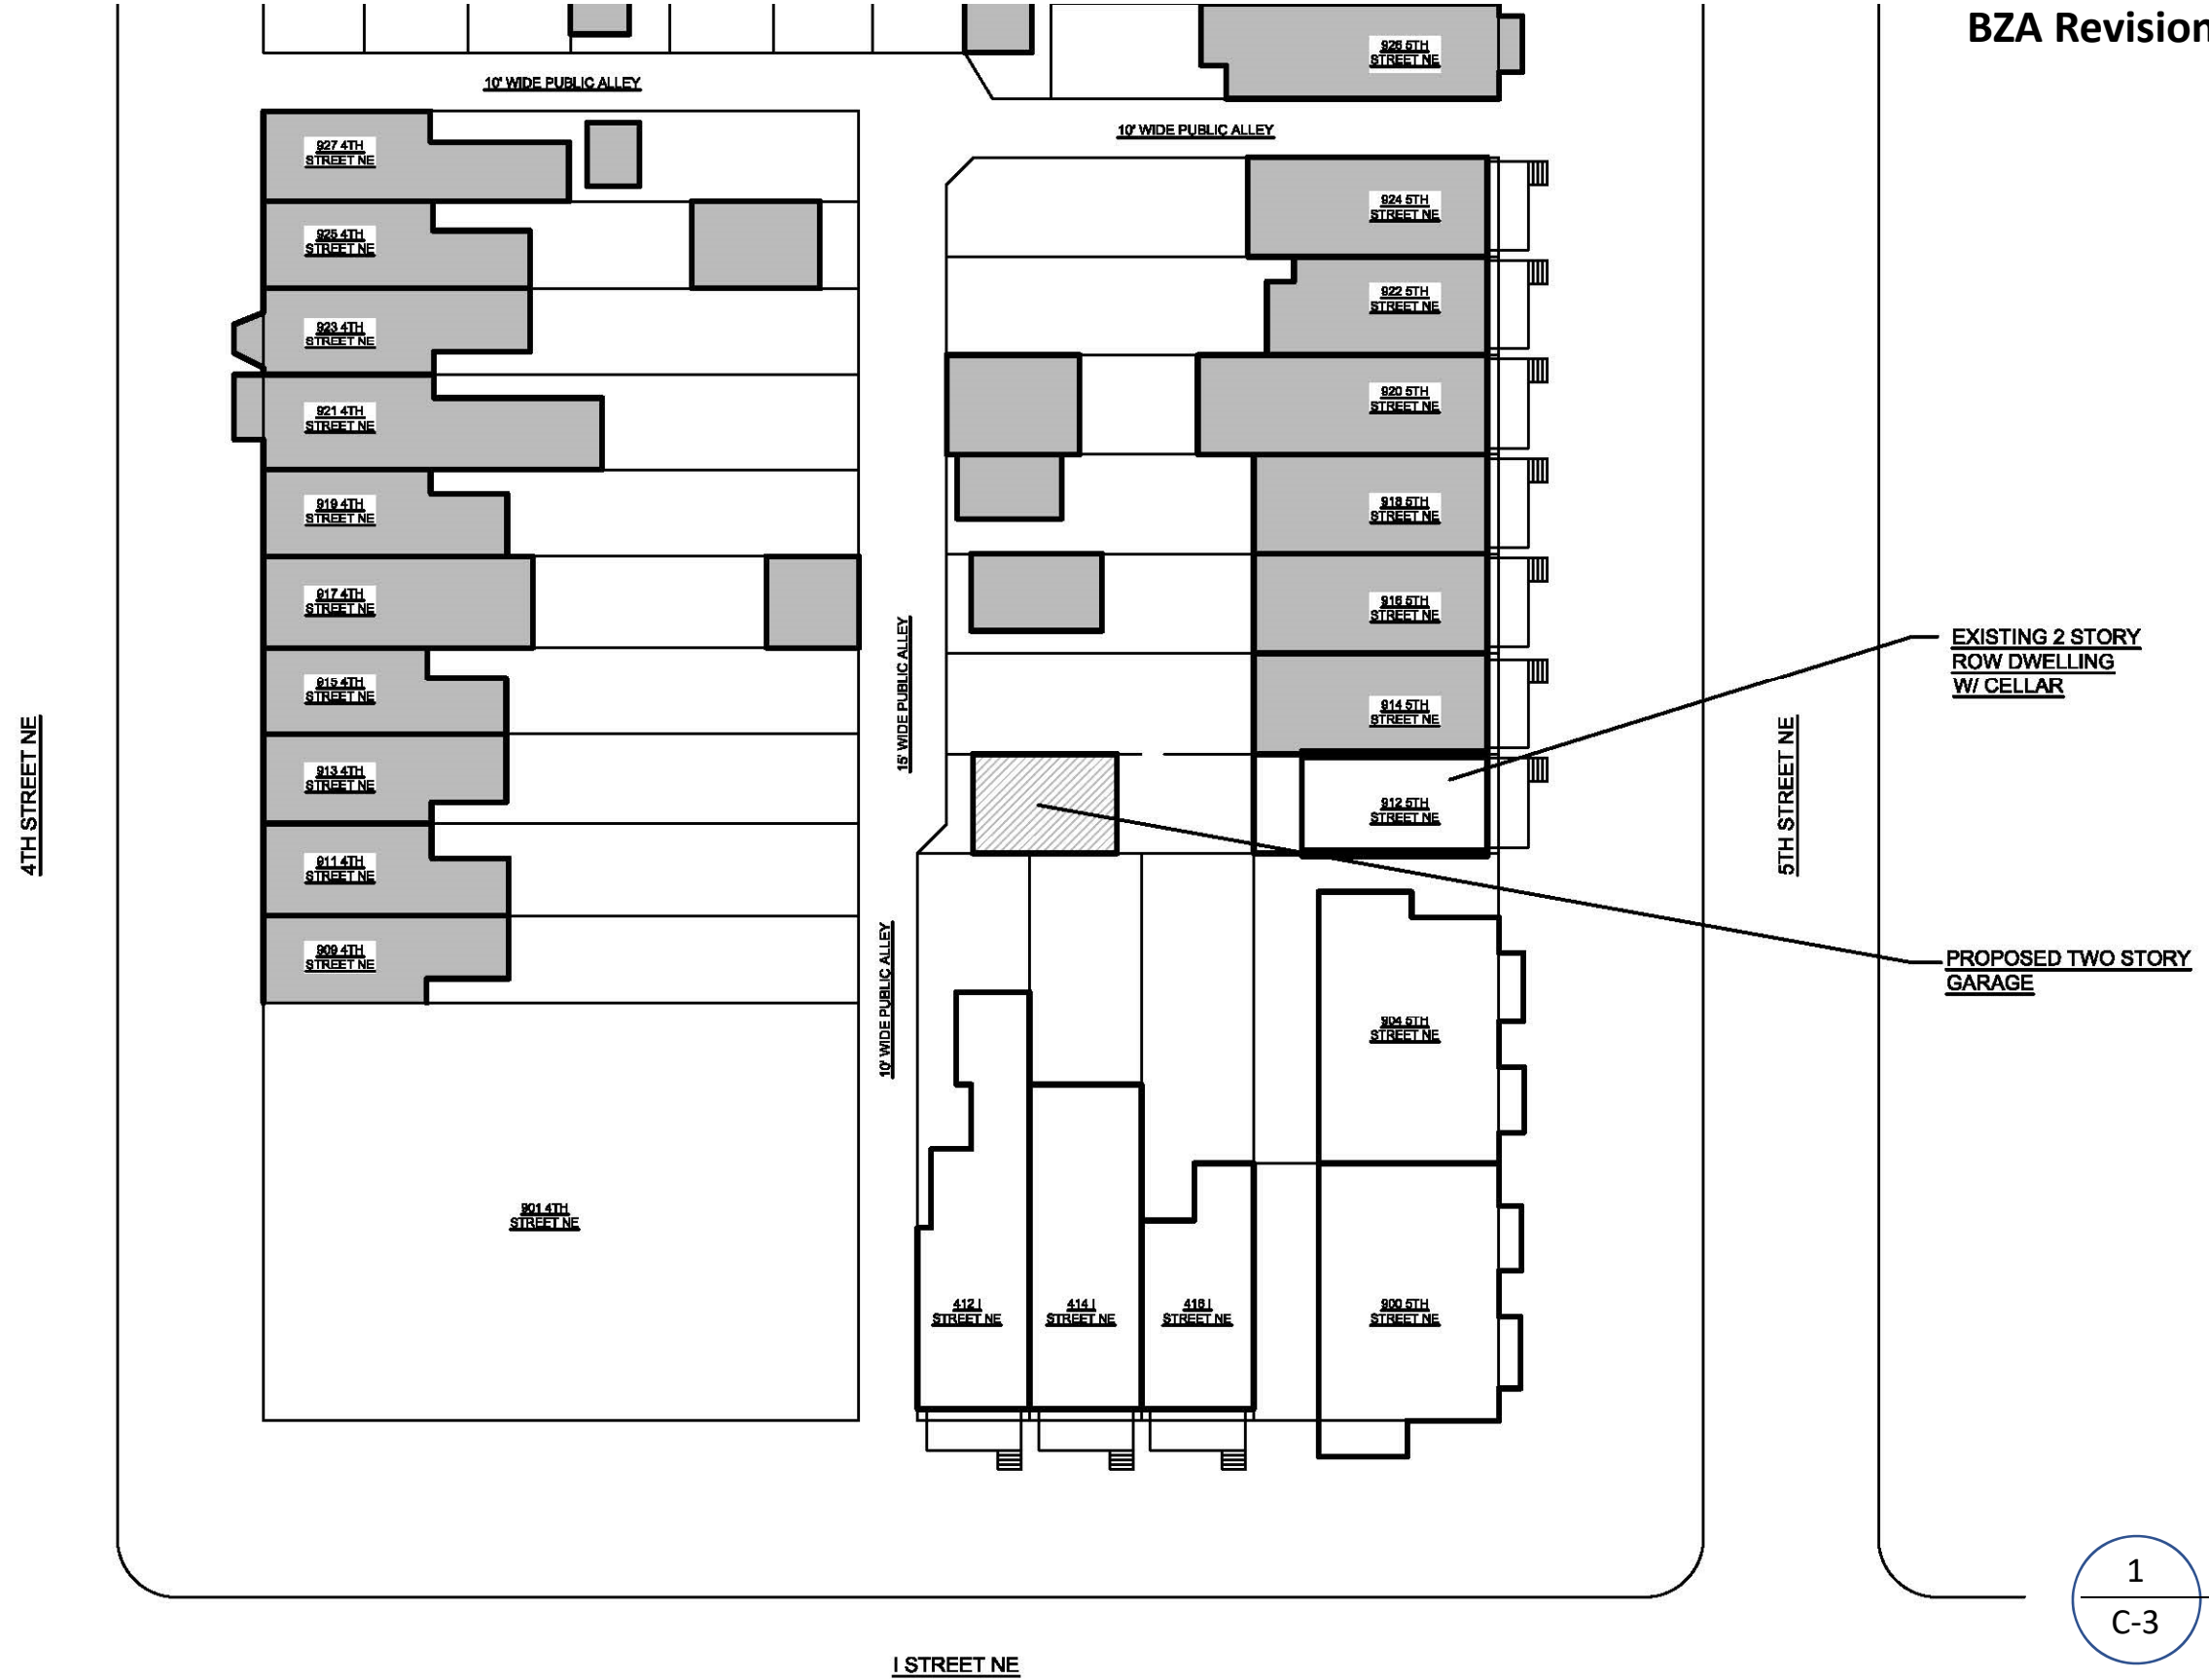 BZA Revision
926 5TH
STREET NE
10' WIDE PUBLIC ALLEY
10' WIDE PUBLIC ALLEY
927 4TH
STREET NE
925 4TH
STREET NE
923 4TH
STREET NE
921 4TH
STREET NE
919 4TH
STREET NE
917 4TH
STREET NE
915 4TH
STREET NE
913 4TH
STREET NE
911 4TH
STREET NE
909 4TH
STREET NE
901 4TH
STREET NE
4TH STREET NE
15' WIDE PUBLIC ALLEY
10' WIDE PUBLIC ALLEY
924 5TH
STREET NE
922 5TH
STREET NE
920 5TH
STREET NE
918 5TH
STREET NE
916 5TH
STREET NE
914 5TH
STREET NE
912 5TH
STREET NE
904 5TH
STREET NE
900 5TH
STREET NE
412 I
STREET NE
414 I
STREET NE
416 I
STREET NE
5TH STREET NE
EXISTING 2 STORY
ROW DWELLING
W/ CELLAR
PROPOSED TWO STORY
GARAGE
1
C-3
I STREET NE